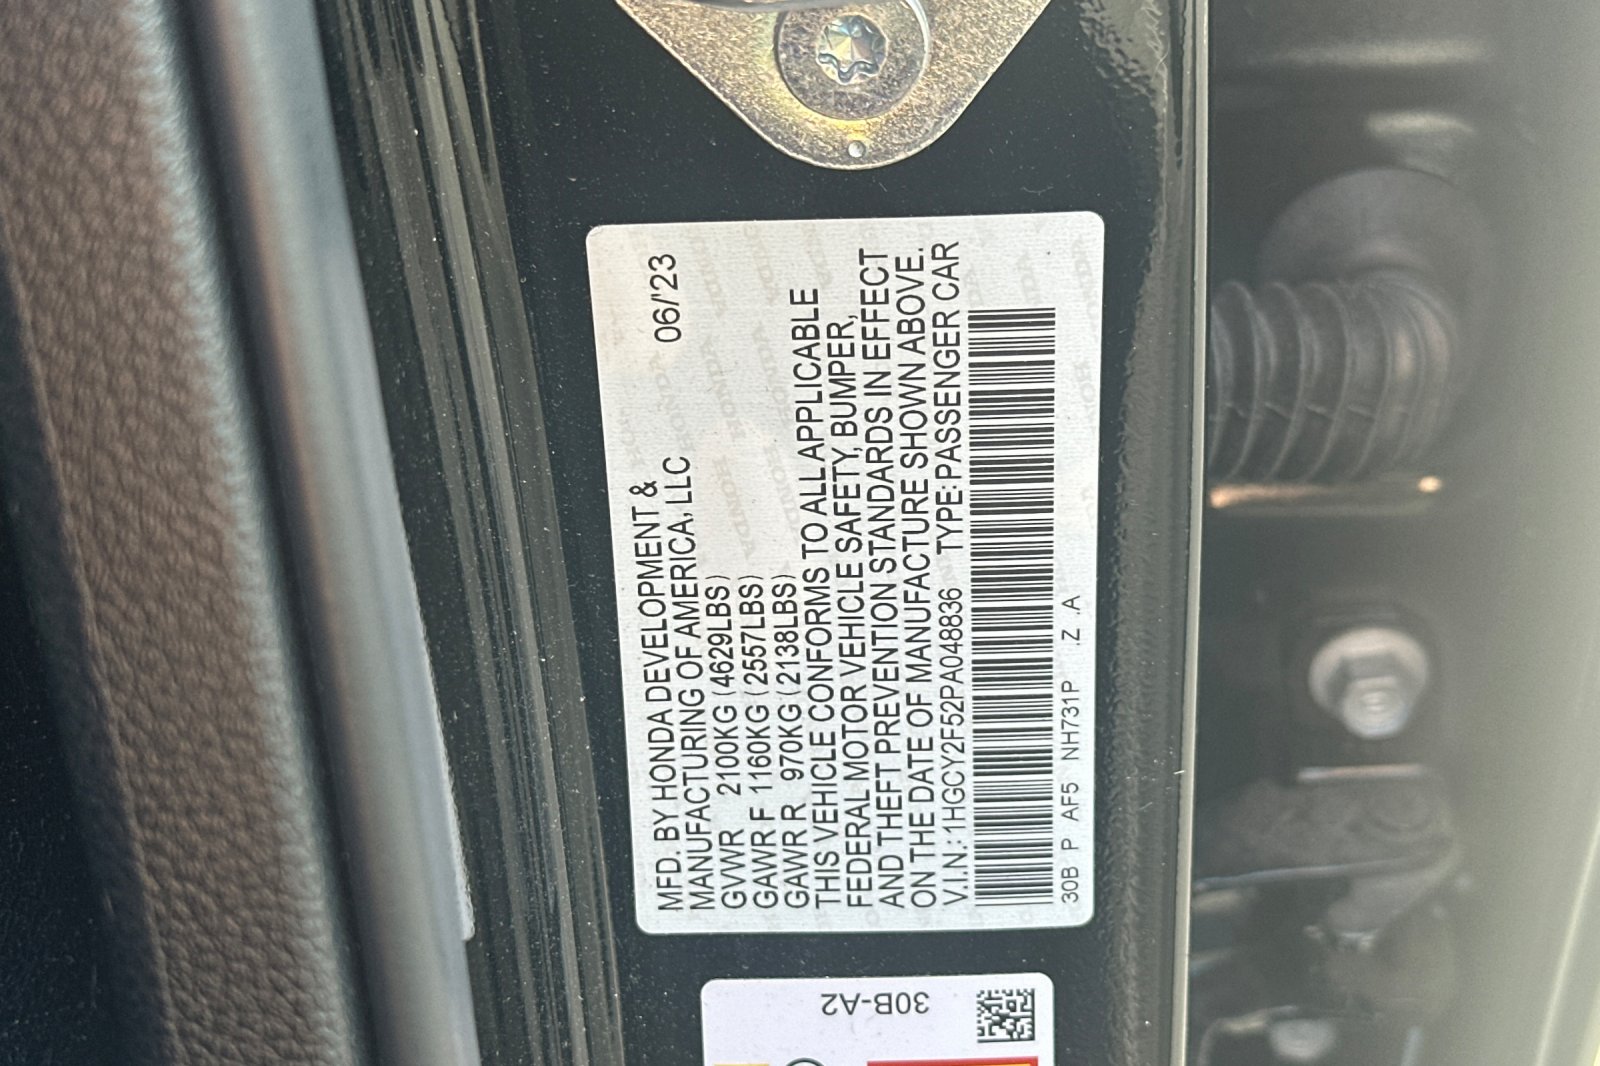 MFD. BY HONDA DEVELOPMENT &
MANUFACTURING OF AMERICA, LLC 06/'23
GVWR 2100KG (4629LBS)
GAWR F 1160KG (2557LBS)
GAWR R 970KG (2138LBS)
THIS VEHICLE CONFORMS TO ALL APPLICABLE
FEDERAL MOTOR VEHICLE SAFETY, BUMPER,
AND THEFT PREVENTION STANDARDS IN EFFECT
ON THE DATE OF MANUFACTURE SHOWN ABOVE.
V.I.N.: 1HGCY2F52PA048836 TYPE: PASSENGER CAR
30B P AF5 NH731P .Z .A
30B-A2